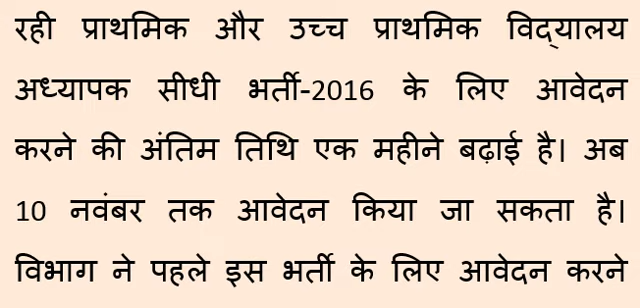 रही प्राथमिक और उच्च प्राथमिक विद्यालय
अध्यापक सीधी भर्ती-2016 के लिए आवेदन
करने की अंतिम तिथि एक महीने बढ़ाई है। अब
10 नवंबर तक आवेदन किया जा सकता है।
विभाग ने पहले इस भर्ती के लिए आवेदन करने